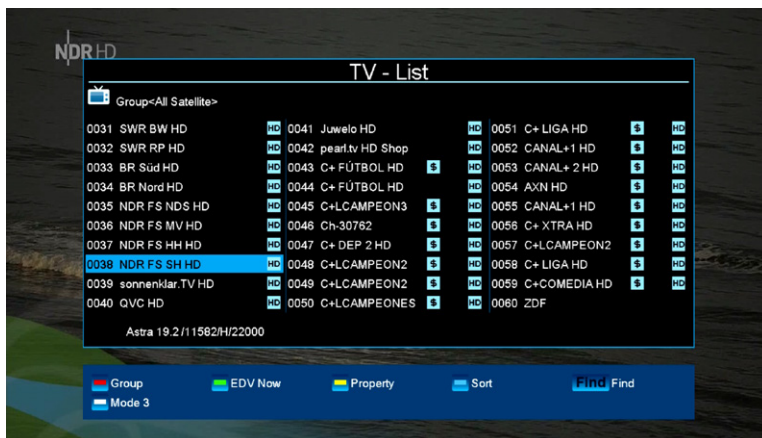 NDR HD
TV - List
Group<All Satellite>
0031 SWR BW HD HD
0032 SWR RP HD HD
0033 BR Süd HD HD
0034 BR Nord HD HD
0035 NDR FS NDS HD HD
0036 NDR FS MV HD HD
0037 NDR FS HH HD HD
0038 NDR FS SH HD HD
0039 sonnenklar.TV HD HD
0040 QVC HD HD
0041 Juwelo HD HD
0042 pearl.tv HD Shop HD
0043 C+ FÚTBOL HD $ HD
0044 C+ FÚTBOL HD HD
0045 C+LCAMPEON3 $ HD
0046 Ch-30762 $ HD
0047 C+ DEP 2 HD $ HD
0048 C+LCAMPEON2 $ HD
0049 C+LCAMPEON2 $ HD
0050 C+LCAMPEONES $ HD
0051 C+ LIGA HD $ HD
0052 CANAL+1 HD $ HD
0053 CANAL+ 2 HD $ HD
0054 AXN HD $ HD
0055 CANAL+1 HD $ HD
0056 C+ XTRA HD $ HD
0057 C+LCAMPEON2 $ HD
0058 C+ LIGA HD $ HD
0059 C+COMEDIA HD $ HD
0060 ZDF
Astra 19.2 /11582/H/22000
Group EDV Now Property Sort Find Find
Mode 3